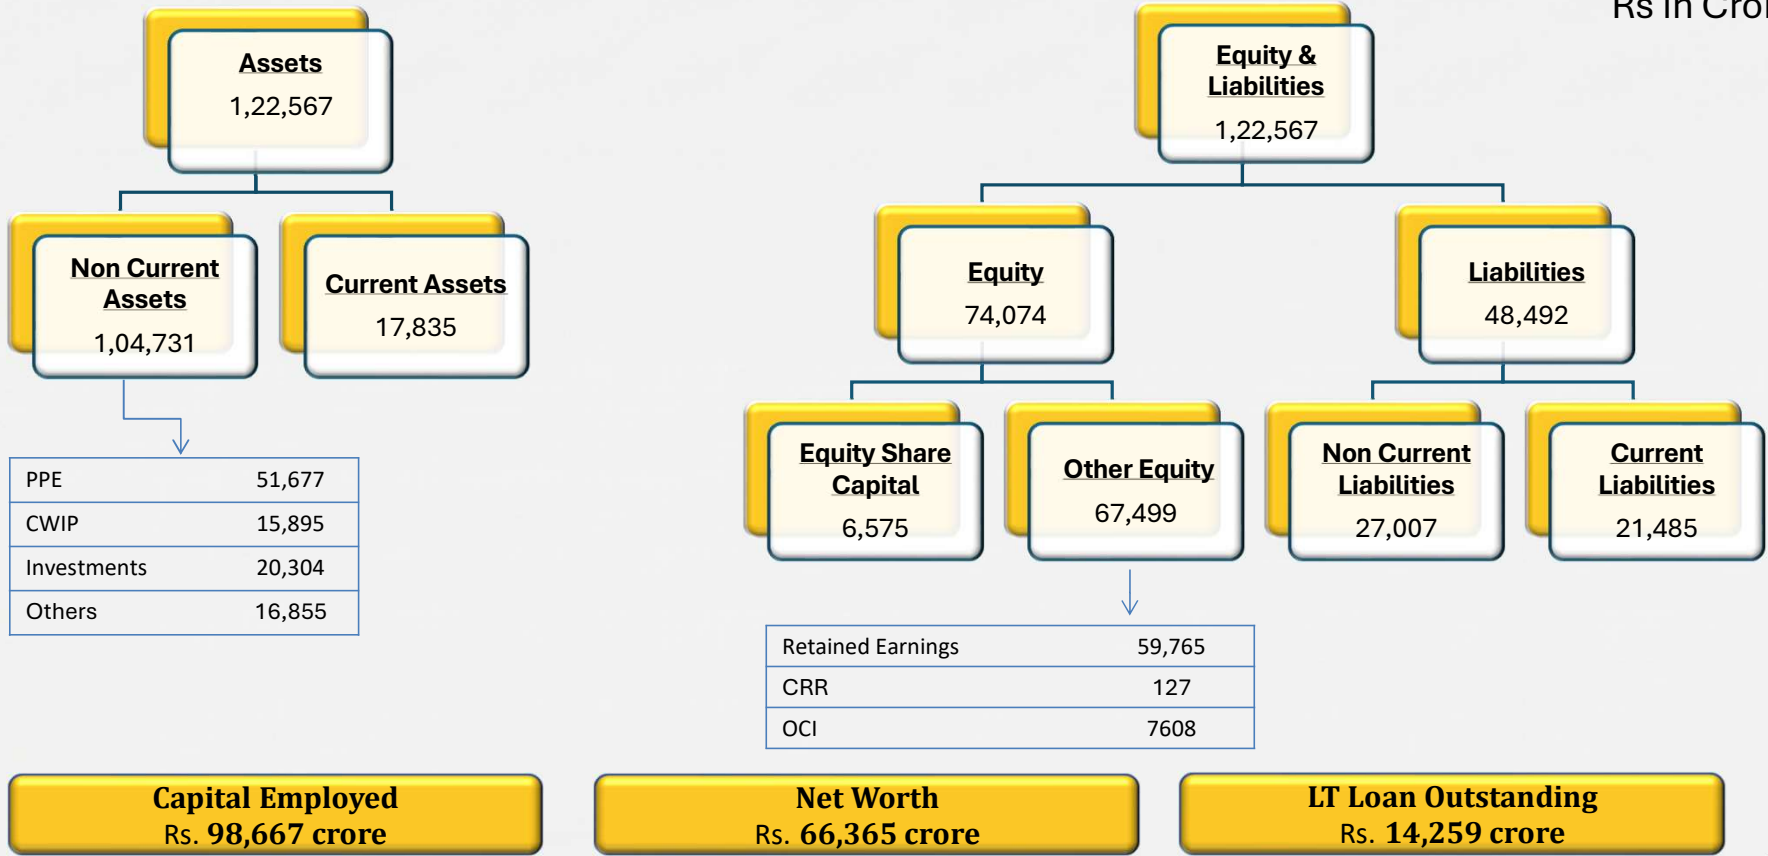 Rs in Cror
Assets
1,22,567
Equity &
Liabilities
1,22,567
Non Current
Assets
1,04,731
Current Assets
17,835
Equity
74,074
Liabilities
48,492
Equity Share
Capital
6,575
Other Equity
67,499
Non Current
Liabilities
27,007
Current
Liabilities
21,485
PPE 51,677
CWIP 15,895
Investments 20,304
Others 16,855
Retained Earnings 59,765
CRR 127
OCI 7608
Capital Employed
Rs. 98,667 crore
Net Worth
Rs. 66,365 crore
LT Loan Outstanding
Rs. 14,259 crore